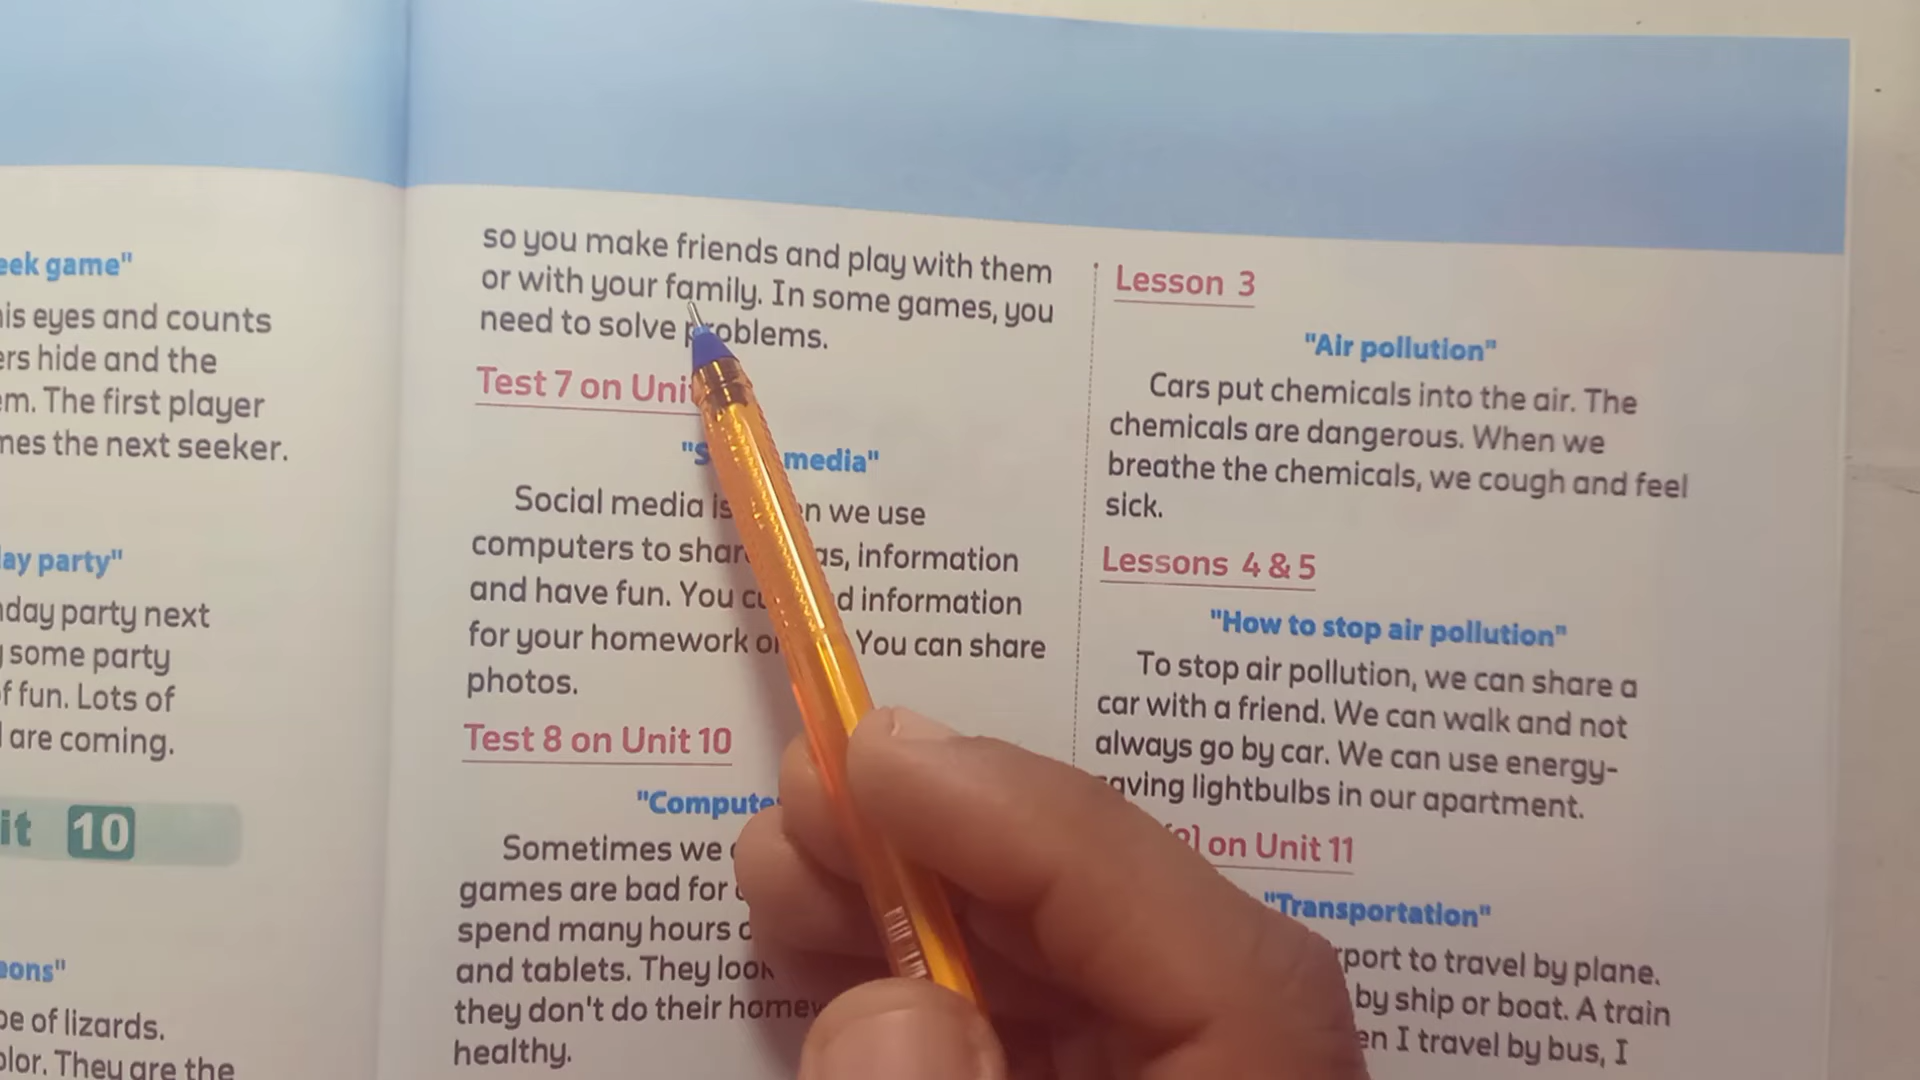 eek game"
his eyes and counts
ers hide and the
em. The first player
mes the next seeker.
day party"
day party next
some party
of fun. Lots of
are coming.
it 10
eons"
pe of lizards.
olor. They are the
so you make friends and play with them
or with your family. In some games, you
need to solve problems.
Test 7 on Unit
media"
Social media is we use
computers to share information
and have fun. You information
for your homework You can share
photos.
Test 8 on Unit 10
"Compute
Sometimes we
games are bad for
spend many hours
and tablets. They look
they don't do their
healthy.
Lesson 3
"Air pollution"
Cars put chemicals into the air. The
chemicals are dangerous. When we
breathe the chemicals, we cough and feel
sick.
Lessons 4 & 5
"How to stop air pollution"
To stop air pollution, we can share a
car with a friend. We can walk and not
always go by car. We can use energy-
aving lightbulbs in our apartment.
on Unit 11
"Transportation"
port to travel by plane.
by ship or boat. A train
en I travel by bus, I